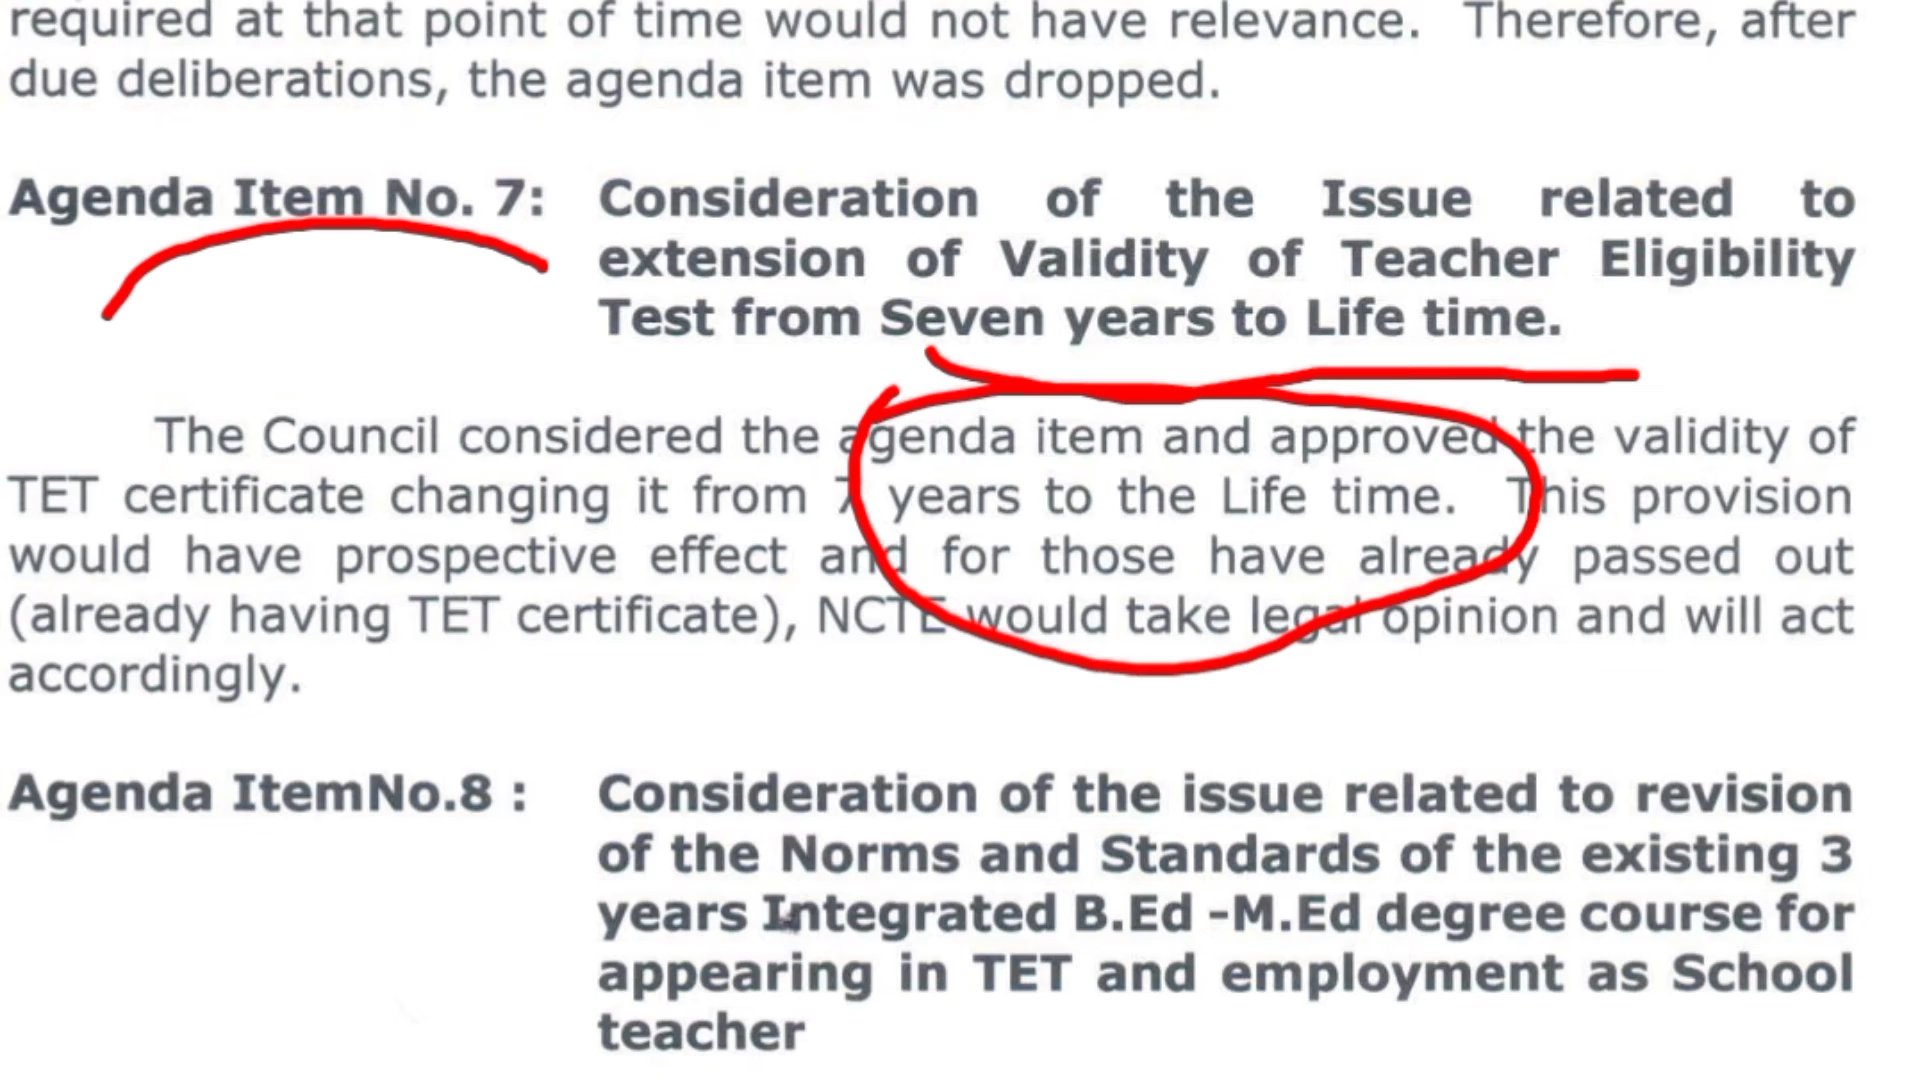 required at that point of time would not have relevance. Therefore, after
due deliberations, the agenda item was dropped.
Agenda Item No. 7: Consideration of the Issue related to
extension of Validity of Teacher Eligibility
Test from Seven years to Life time.
The Council considered the agenda item and approved the validity of
TET certificate changing it from 7 years to the Life time. This provision
would have prospective effect and for those have already passed out
(already having TET certificate), NCTE would take legal opinion and will act
accordingly.
Agenda ItemNo.8 : Consideration of the issue related to revision
of the Norms and Standards of the existing 3
years Integrated B.Ed -M.Ed degree course for
appearing in TET and employment as School
teacher